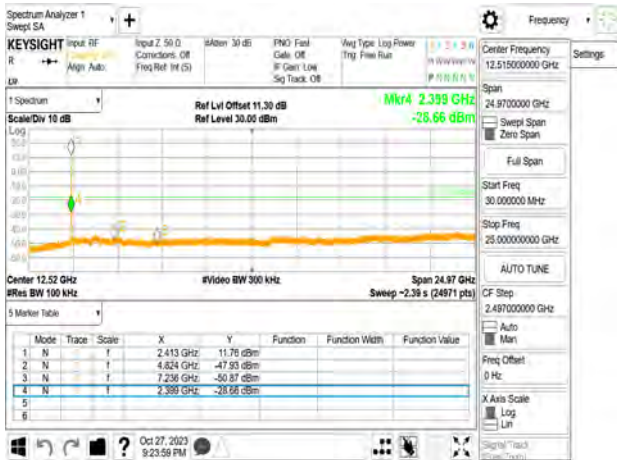 Spectrum Analyzer 1
Swept SA
+
Frequency
KEYSIGHT
R
Input: RF
Align: Auto
Input Z: 50 Ω
Corrections: Off
Freq Ref: Int (S)
#Atten: 30 dB
PNO: Fast
Gate: Off
IF Gain: Low
Sig Track: Off
Avg Type: Log-Power
Trig: Free Run
1 Spectrum
Scale/Div 10 dB
Log
Ref Lvl Offset 11.30 dB
Ref Level 30.00 dBm
Mkr4 2.399 GHz
-28.66 dBm
Center 12.52 GHz
#Res BW 100 kHz
#Video BW 300 kHz
Span 24.97 GHz
Sweep ~2.39 s (24971 pts)
5 Marker Table
Mode Trace Scale X Y Function Function Width Function Value
1 N f 2.413 GHz 11.76 dBm
2 N f 4.824 GHz -47.93 dBm
3 N f 7.236 GHz -50.87 dBm
4 N f 2.399 GHz -28.66 dBm
5
6
?
Oct 27, 2023
9:23:59 PM
Center Frequency
12.515000000 GHz
Settings
Span
24.9700000 GHz
Swept Span
Zero Span
Full Span
Start Freq
30.000000 MHz
Stop Freq
25.000000000 GHz
AUTO TUNE
CF Step
2.497000000 GHz
Auto
Man
Freq Offset
0 Hz
X Axis Scale
Log
Lin
Signal Track